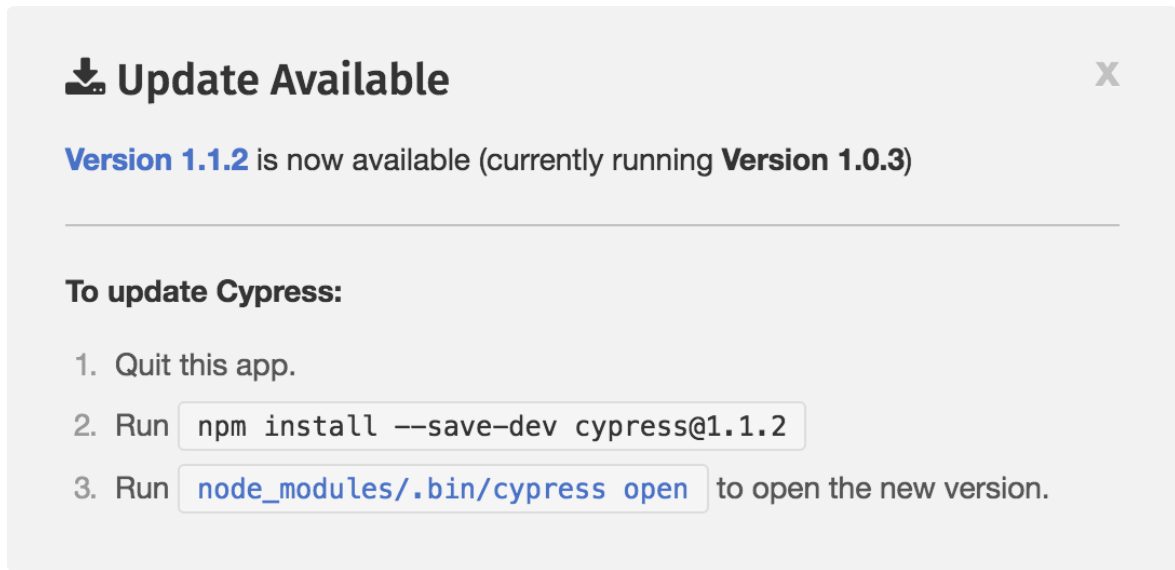 Update Available
x
Version 1.1.2 is now available (currently running Version 1.0.3)
To update Cypress:
1. Quit this app.
2. Run npm install --save-dev cypress@1.1.2
3. Run node_modules/.bin/cypress open to open the new version.